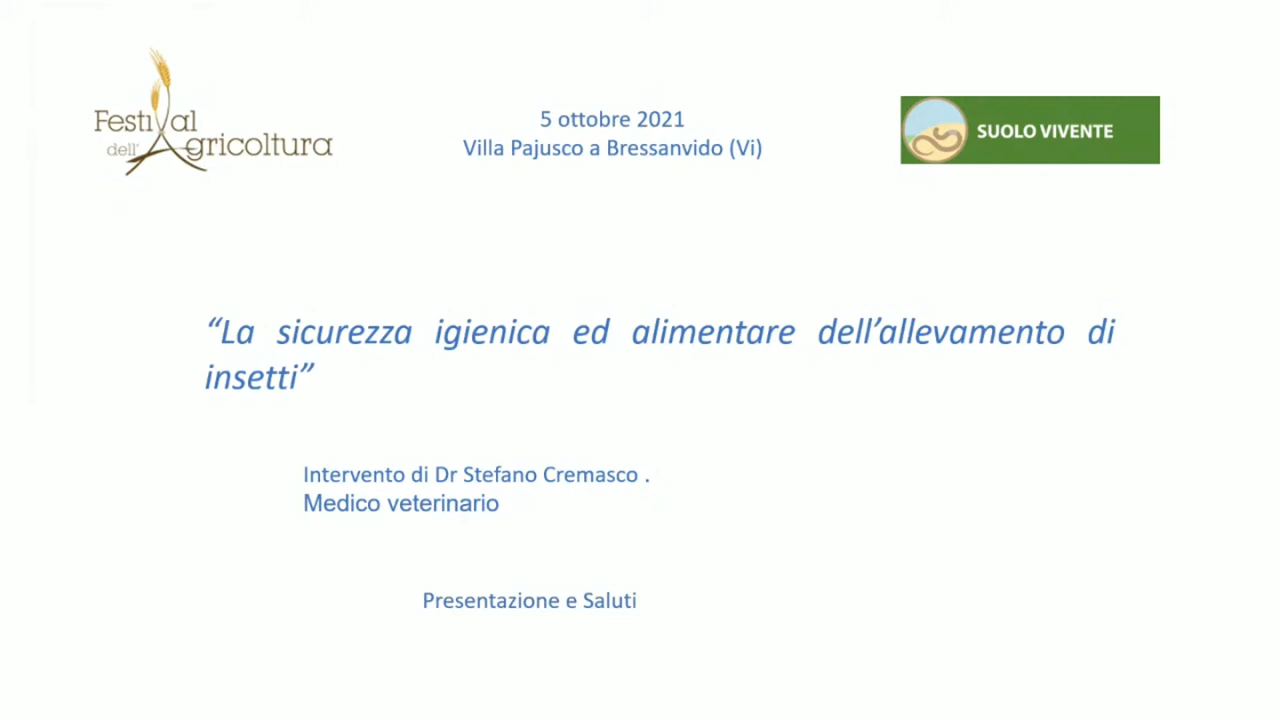 Festival
dell'Agricoltura
5 ottobre 2021
Villa Pajusco a Bressanvido (Vi)
SUOLO VIVENTE
“La sicurezza igienica ed alimentare dell’allevamento di
insetti”
Intervento di Dr Stefano Cremasco .
Medico veterinario
Presentazione e Saluti